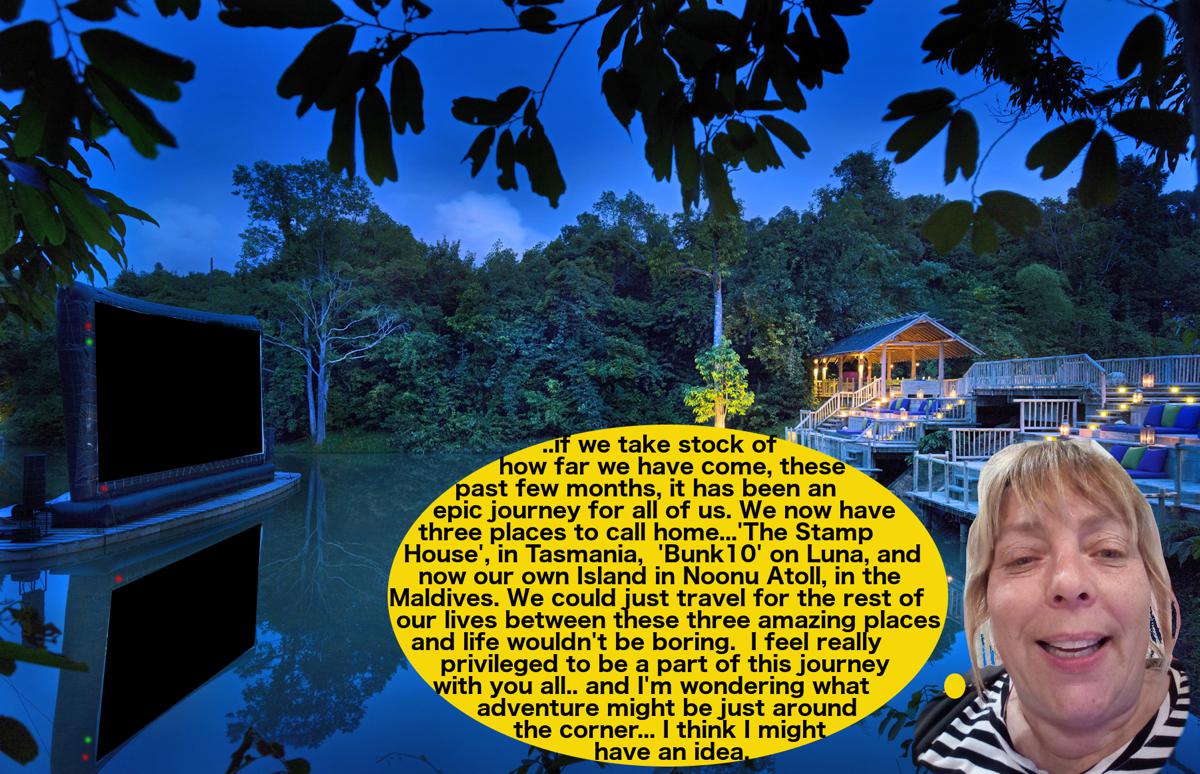 ..if we take stock of
how far we have come, these
past few months, it has been an
epic journey for all of us. We now have
three places to call home...'The Stamp
House', in Tasmania,  'Bunk10' on Luna, and
now our own Island in Noonu Atoll, in the
Maldives. We could just travel for the rest of
our lives between these three amazing places
and life wouldn't be boring.  I feel really
privileged to be a part of this journey
with you all.. and I'm wondering what
adventure might be just around
the corner... I think I might
have an idea.